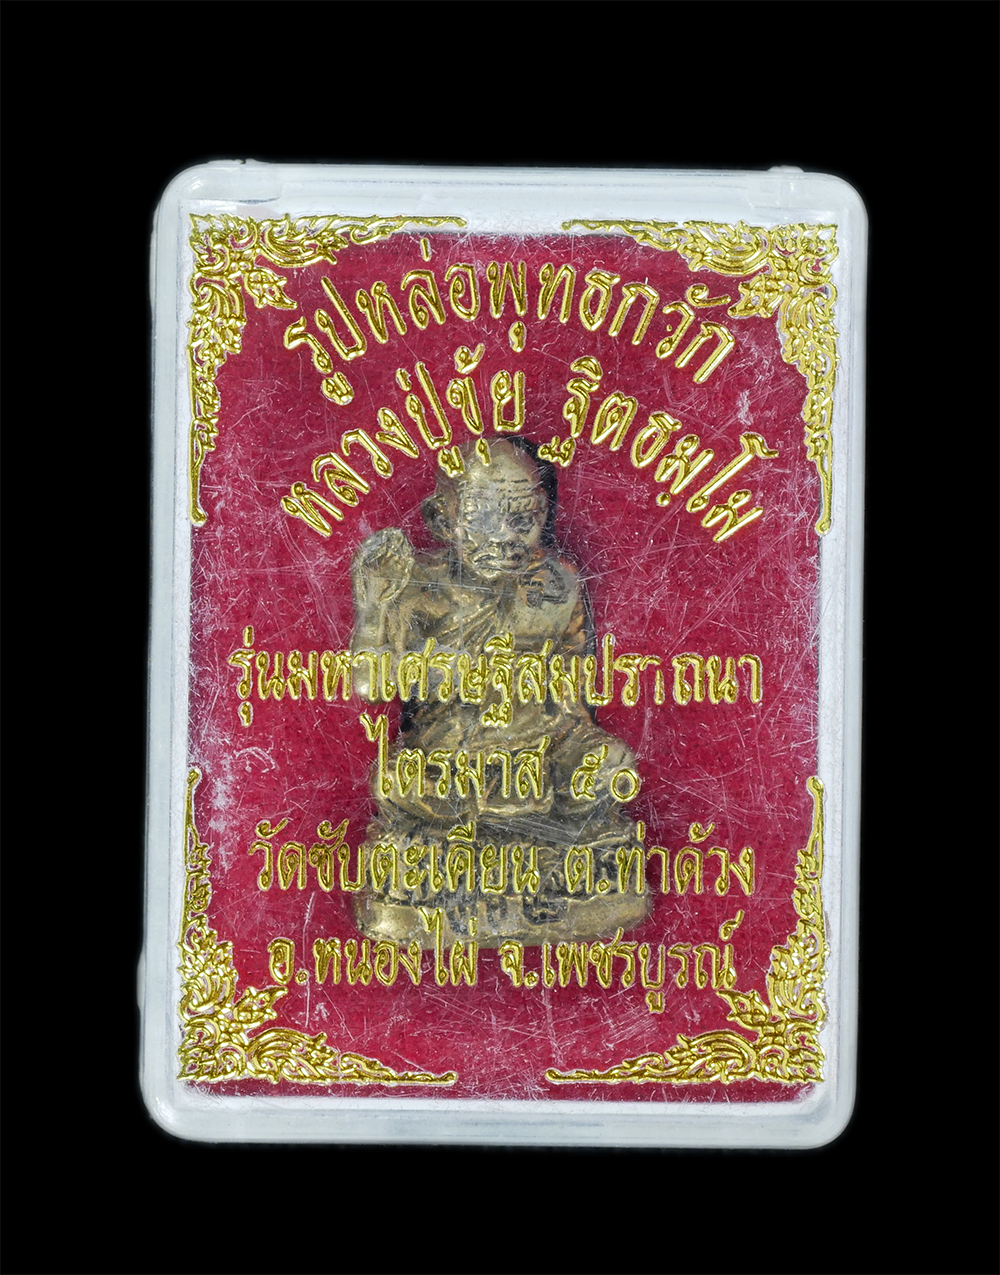 รูปหล่อพุทธกวัก
หลวงปู่ขุ้ย ฐิตธมฺโม
รุ่นมหาเศรษฐีสมปรารถนา
ไตรมาส ๕๐
วัดซับตะเคียน ต.ท่าด้วง
อ.หนองไผ่ จ.เพชรบูรณ์